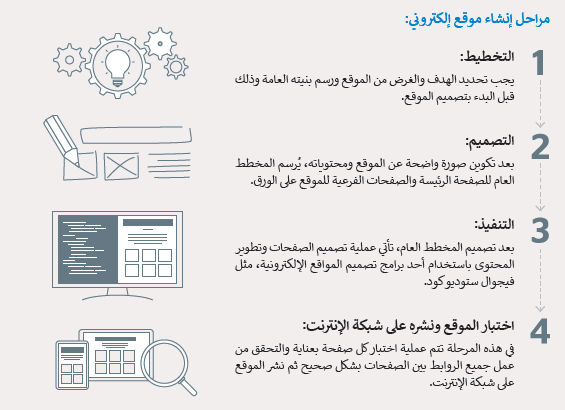 مراحل إنشاء موقع إلكتروني:
1
التخطيط:
يجب تحديد الهدف والغرض من الموقع ورسم بنيته العامة وذلك
قبل البدء بتصميم الموقع.
2
التصميم:
بعد تكوين صورة واضحة عن الموقع ومحتوياته، يُرسم المخطط
العام للصفحة الرئيسة والصفحات الفرعية للموقع على الورق.
3
التنفيذ:
بعد تصميم المخطط العام، تأتي عملية تصميم الصفحات وتطوير
المحتوى باستخدام أحد برامج تصميم المواقع الإلكترونية، مثل
فيجوال ستوديو كود.
4
اختبار الموقع ونشره على شبكة الإنترنت:
في هذه المرحلة تتم عملية اختبار كل صفحة بعناية والتحقق من
عمل جميع الروابط بين الصفحات بشكل صحيح ثم نشر الموقع
على شبكة الإنترنت.